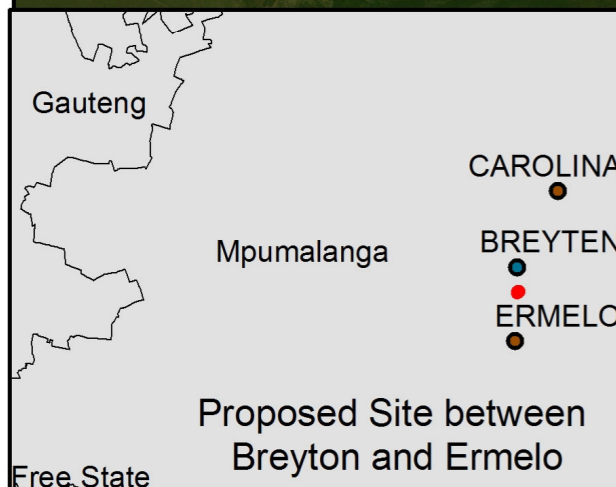 Gauteng
CAROLINA
Mpumalanga
BREYTEN
ERMELO
Proposed Site between
Breyton and Ermelo
Free State